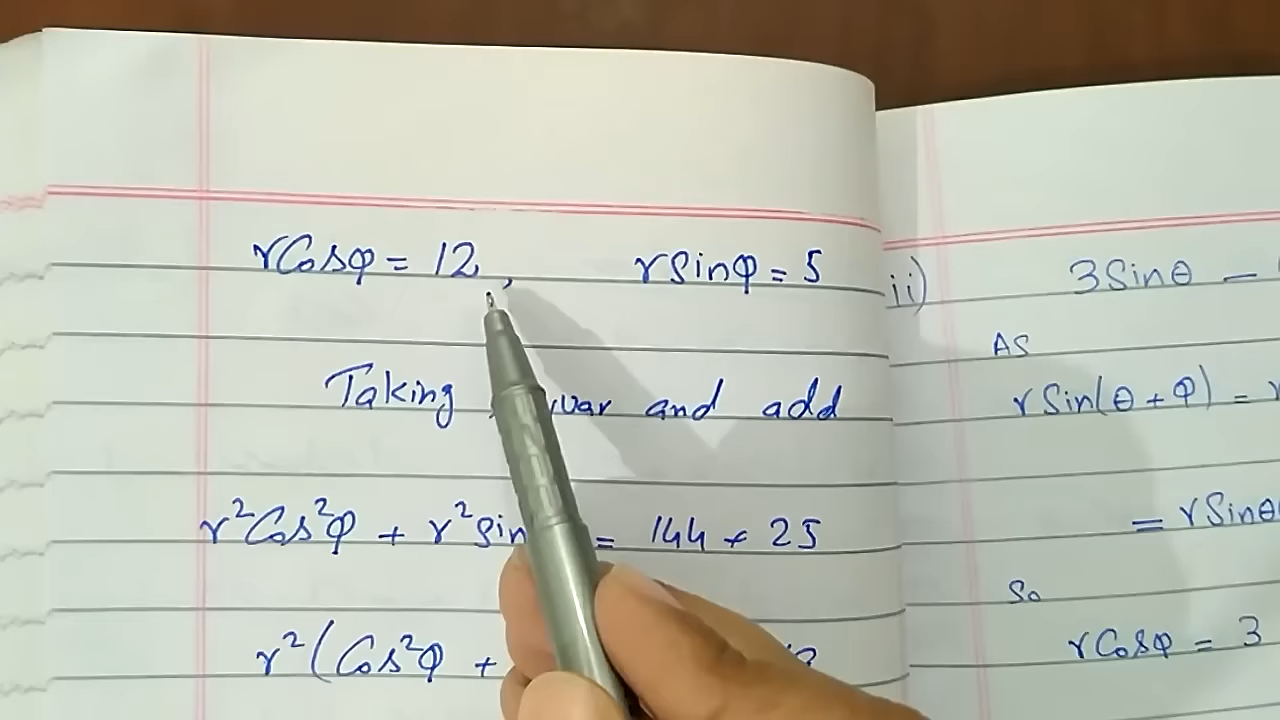 rCosφ = 12, rSinφ = 5
Taking and add
r²Cos²φ + r²Sin = 144 + 25
r²(Cos²φ +
ii) 3Sinθ –
AS
rSin(θ + φ) = r
= rSinθ
So
rCosφ = 3